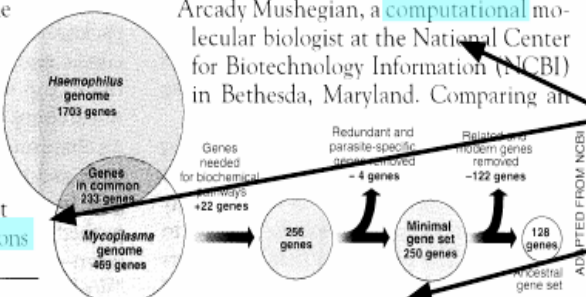 Arcady Mushegian, a computational mo-
lecular biologist at the National Center
for Biotechnology Information (NCBI)
in Bethesda, Maryland. Comparing an
t
ons
Haemophilus
genome
1703 genes
Genes
in common
233 genes
Mycoplasma
genome
469 genes
Genes
needed
for biochemical
pathways
+22 genes
256
genes
Redundant and
parasite-specific
genes removed
– 4 genes
Minimal
gene set
250 genes
Related and
modern genes
removed
–122 genes
128
genes
Ancestral
gene set
ADAPTED FROM NCBI